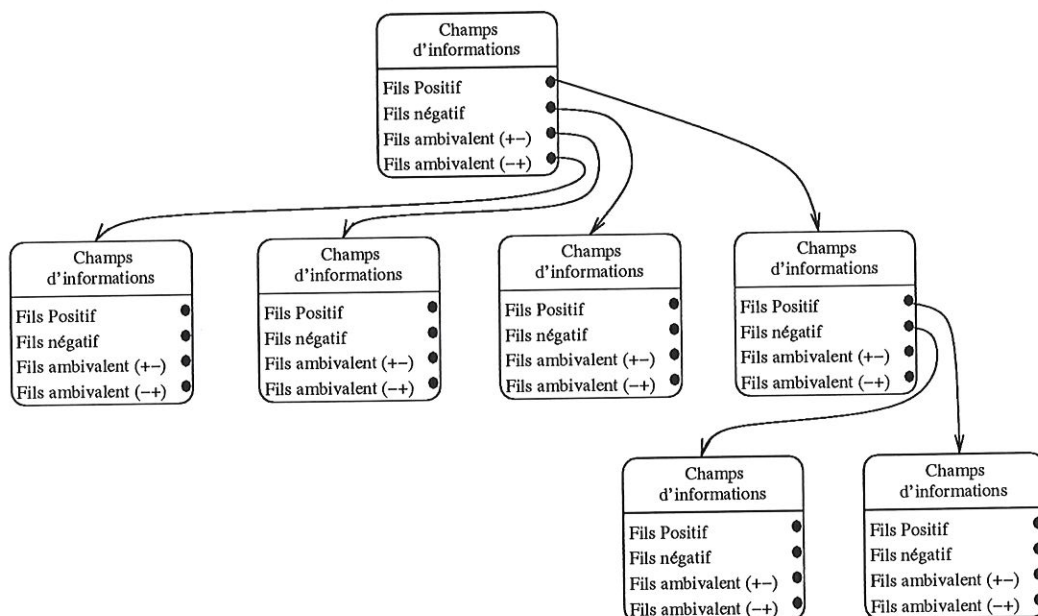 Champs
d'informations
Fils Positif
Fils négatif
Fils ambivalent (+−)
Fils ambivalent (−+)
Champs
d'informations
Fils Positif
Fils négatif
Fils ambivalent (+−)
Fils ambivalent (−+)
Champs
d'informations
Fils Positif
Fils négatif
Fils ambivalent (+−)
Fils ambivalent (−+)
Champs
d'informations
Fils Positif
Fils négatif
Fils ambivalent (+−)
Fils ambivalent (−+)
Champs
d'informations
Fils Positif
Fils négatif
Fils ambivalent (+−)
Fils ambivalent (−+)
Champs
d'informations
Fils Positif
Fils négatif
Fils ambivalent (+−)
Fils ambivalent (−+)
Champs
d'informations
Fils Positif
Fils négatif
Fils ambivalent (+−)
Fils ambivalent (−+)